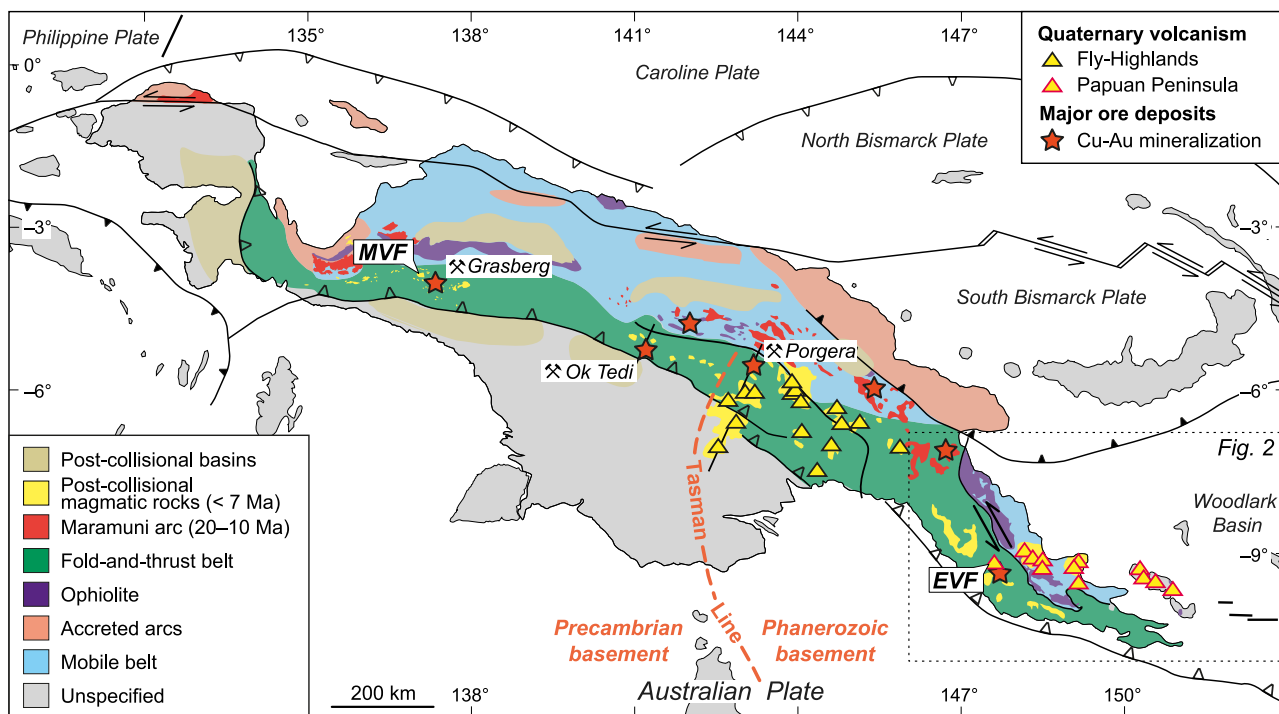 135°
138°
141°
144°
147°
Philippine Plate
0°
Caroline Plate
North Bismarck Plate
Quaternary volcanism
Fly-Highlands
Papuan Peninsula
Major ore deposits
Cu-Au mineralization
–3°
–3°
MVF
Grasberg
South Bismarck Plate
Ok Tedi
Porgera
–6°
–6°
Fig. 2
Woodlark
Basin
Tasman
Line
–9°
EVF
Precambrian
basement
Phanerozoic
basement
Post-collisional basins
Post-collisional
magmatic rocks (< 7 Ma)
Maramuni arc (20–10 Ma)
Fold-and-thrust belt
Ophiolite
Accreted arcs
Mobile belt
Unspecified
200 km
138°
Australian Plate
147°
150°